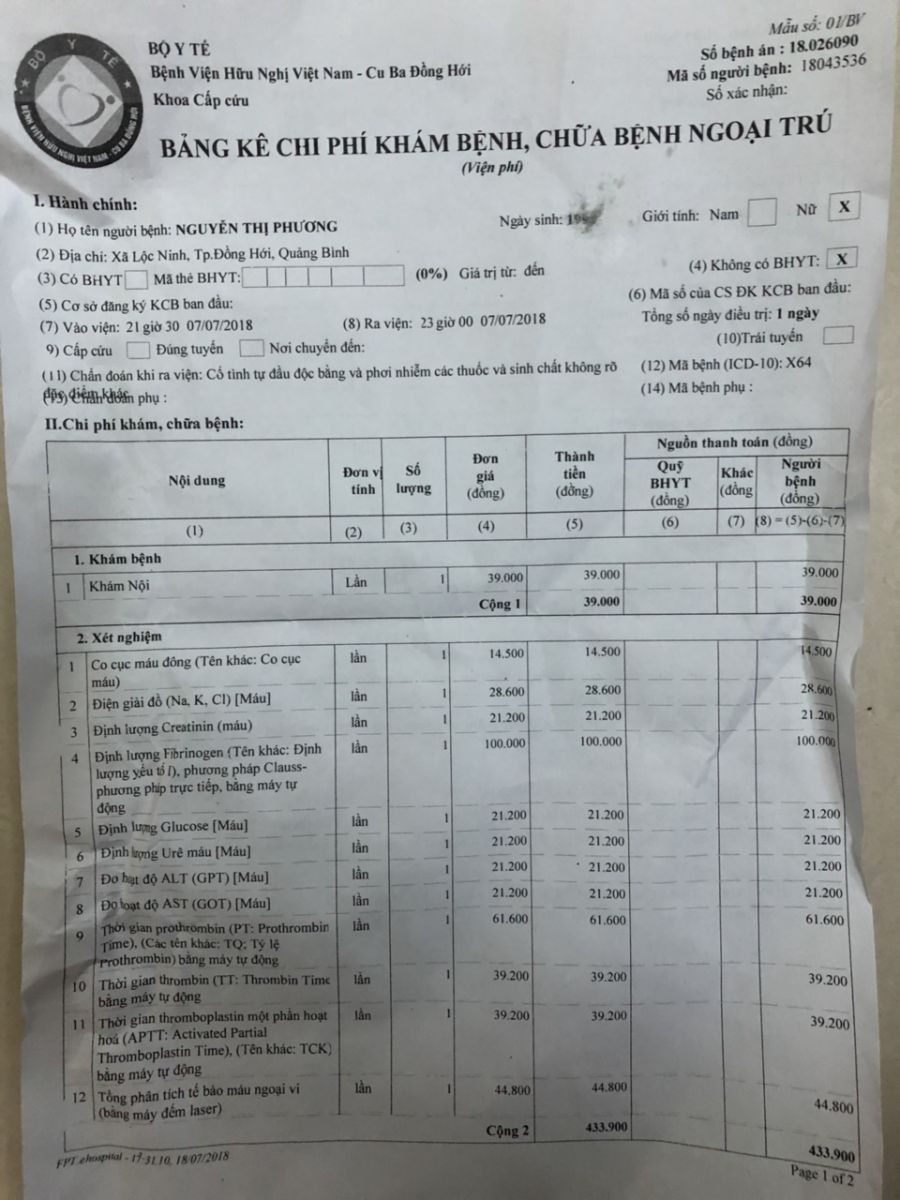 Mẫu số: 01/BV
BỘ Y TẾ
Số bệnh án : 18.026090
Bệnh Viện Hữu Nghị Việt Nam - Cu Ba Đồng Hới
Mã số người bệnh: 18043536
Khoa Cấp cứu
Số xác nhận:
BỘ Y TẾ
BỆNH VIỆN HỮU NGHỊ VIỆT NAM - CU BA ĐỒNG HỚI
BẢNG KÊ CHI PHÍ KHÁM BỆNH, CHỮA BỆNH NGOẠI TRÚ
(Viện phí)
I. Hành chính:
(1) Họ tên người bệnh: NGUYỄN THỊ PHƯƠNG Ngày sinh: Giới tính: Nam Nữ X
(2) Địa chỉ: Xã Lộc Ninh, Tp.Đồng Hới, Quảng Bình
(3) Có BHYT Mã thẻ BHYT: (0%) Giá trị từ: đến (4) Không có BHYT: X
(5) Cơ sở đăng ký KCB ban đầu: (6) Mã số của CS ĐK KCB ban đầu:
(7) Vào viện: 21 giờ 30 07/07/2018 (8) Ra viện: 23 giờ 00 07/07/2018 Tổng số ngày điều trị: 1 ngày
9) Cấp cứu Đúng tuyến Nơi chuyển đến: (10)Trái tuyến
(11) Chẩn đoán khi ra viện: Cố tình tự đầu độc bằng và phơi nhiễm các thuốc và sinh chất không rõ (12) Mã bệnh (ICD-10): X64
đặc điểm khác
(13) Chẩn đoán phụ : (14) Mã bệnh phụ :
II.Chi phí khám, chữa bệnh:
Nội dung Đơn vị tính Số lượng Đơn giá (đồng) Thành tiền (đồng) Nguồn thanh toán (đồng)
Quỹ BHYT (đồng) Khác (đồng Người bệnh (đồng)
(1) (2) (3) (4) (5) (6) (7) (8) = (5)-(6)-(7)
1. Khám bệnh
1 Khám Nội Lần 1 39.000 39.000 39.000
Cộng 1 39.000 39.000
2. Xét nghiệm
1 Co cục máu đông (Tên khác: Co cục lần 1 14.500 14.500 14.500
máu)
2 Điện giải đồ (Na, K, Cl) [Máu] lần 1 28.600 28.600 28.600
3 Định lượng Creatinin (máu) lần 1 21.200 21.200 21.200
4 Định lượng Fibrinogen (Tên khác: Định lần 1 100.000 100.000 100.000
lượng yếu tố I), phương pháp Clauss-
phương pháp trực tiếp, bằng máy tự
động
5 Định lượng Glucose [Máu] lần 1 21.200 21.200 21.200
6 Định lượng Urê máu [Máu] lần 1 21.200 21.200 21.200
7 Đo hoạt độ ALT (GPT) [Máu] lần 1 21.200 21.200 21.200
8 Đo hoạt độ AST (GOT) [Máu] lần 1 21.200 21.200 21.200
9 Thời gian prothrombin (PT: Prothrombin lần 1 61.600 61.600 61.600
Time), (Các tên khác: TQ; Tỷ lệ
Prothrombin) bằng máy tự động
10 Thời gian thrombin (TT: Thrombin Time lần 1 39.200 39.200 39.200
bằng máy tự động
11 Thời gian thromboplastin một phần hoạt lần 1 39.200 39.200 39.200
hoá (APTT: Activated Partial
Thromboplastin Time), (Tên khác: TCK)
bằng máy tự động
12 Tổng phân tích tế bào máu ngoại vi lần 1 44.800 44.800 44.800
(bằng máy đếm laser)
Cộng 2 433.900 433.900
FPT.ehospital - 17:31:10, 18/07/2018 Page 1 of 2